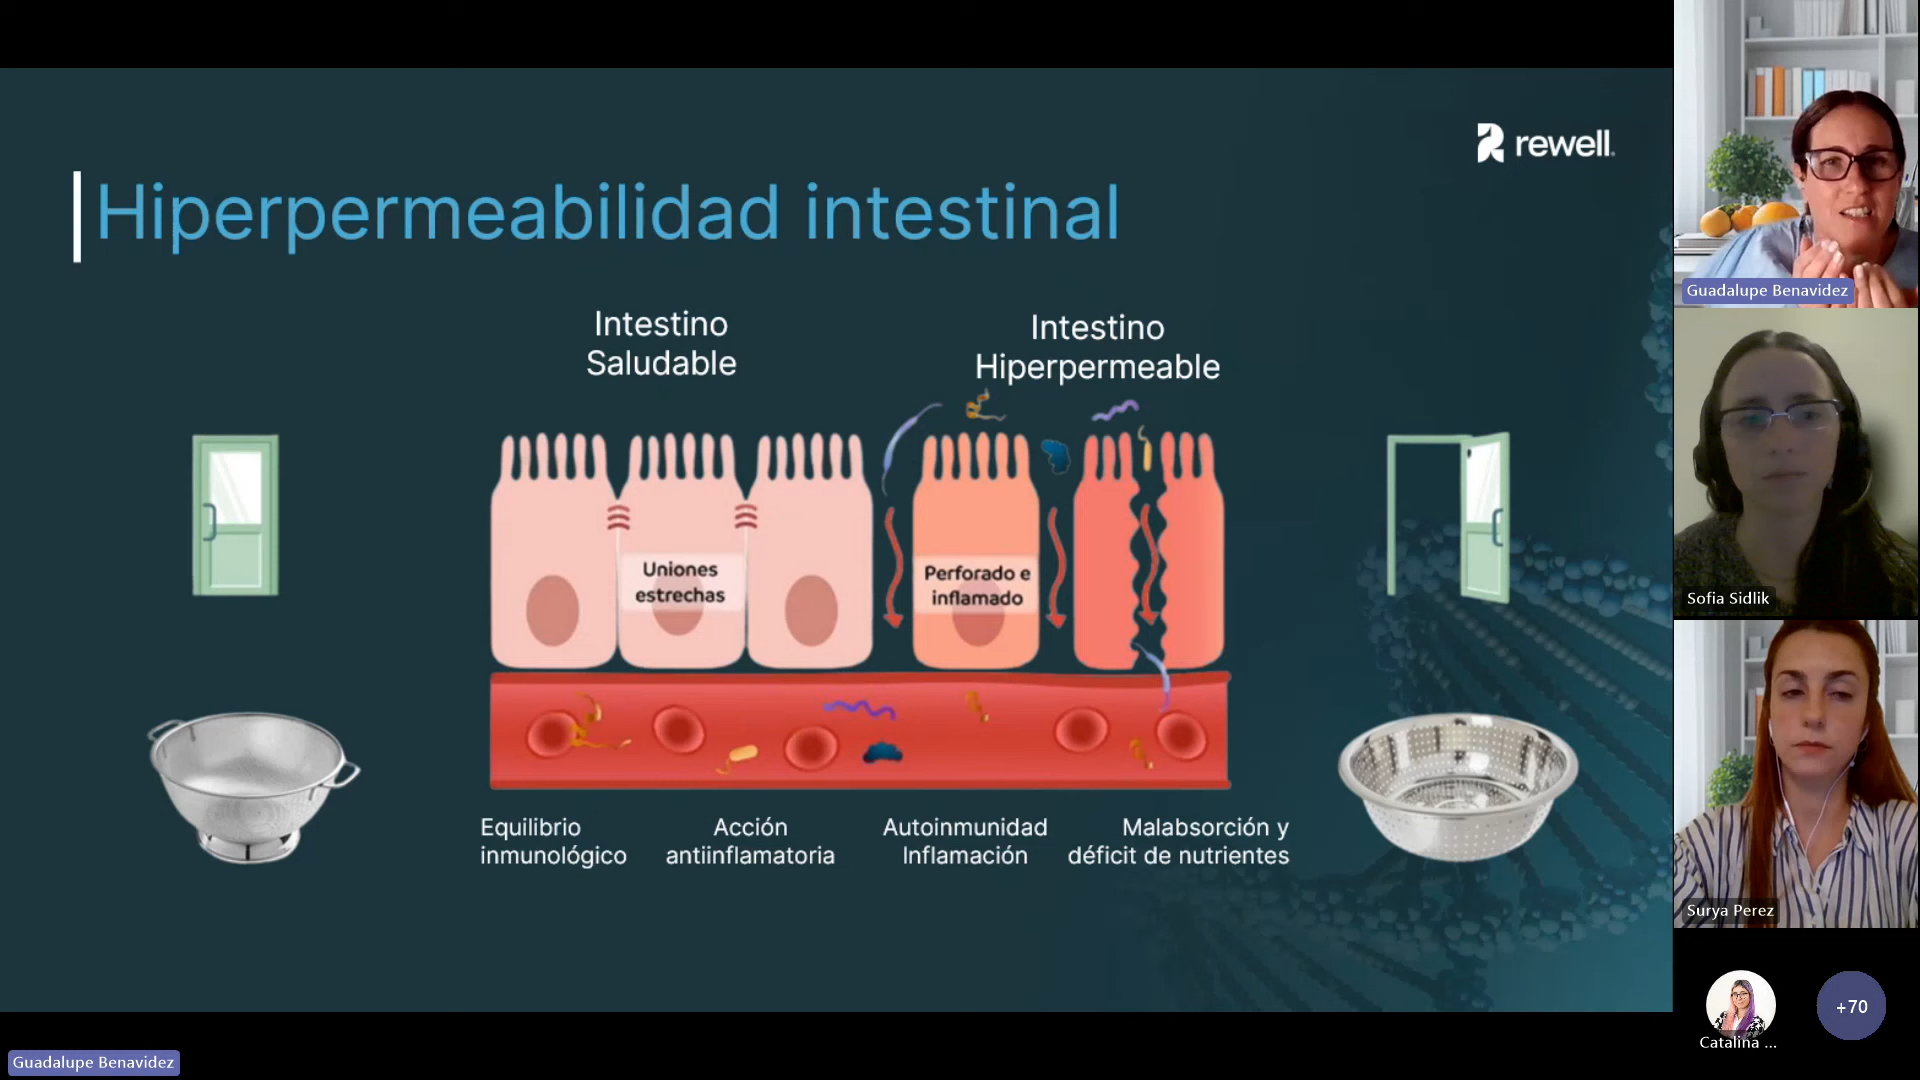 rewell.
Hiperpermeabilidad intestinal
Intestino
Saludable
Intestino
Hiperpermeable
Uniones
estrechas
Perforado e
inflamado
Equilibrio
inmunológico
Acción
antiinflamatoria
Autoinmunidad
Inflamación
Malabsorción y
déficit de nutrientes
Guadalupe Benavidez
Sofia Sidlik
Surya Perez
Catalina ...
+70
Guadalupe Benavidez